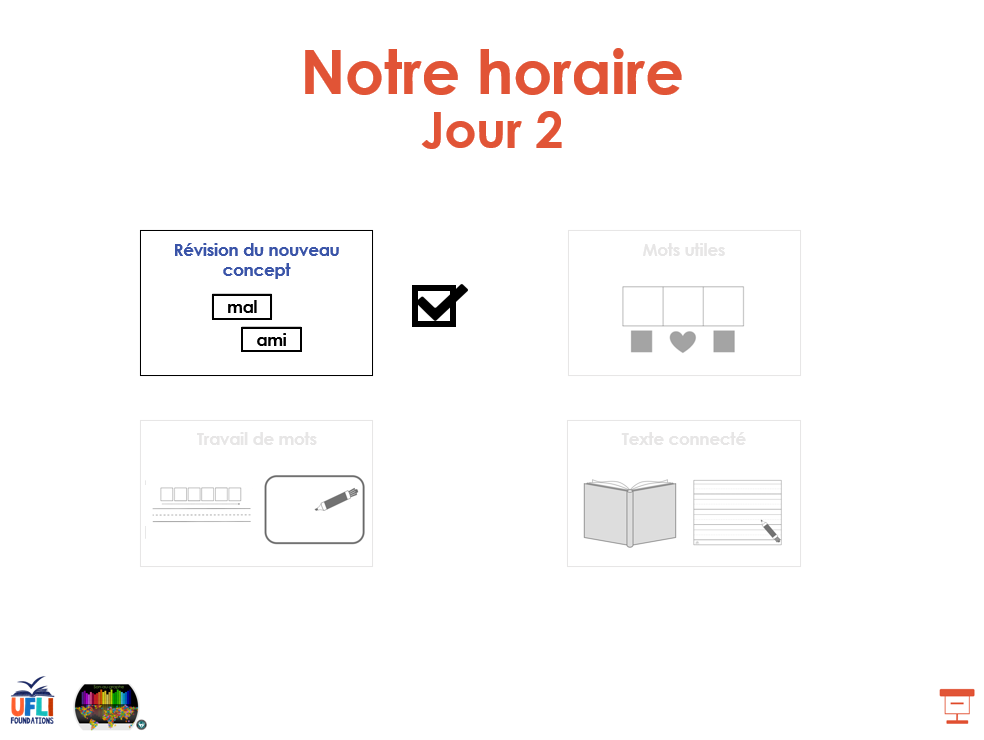 Notre horaire
Jour 2
Révision du nouveau
concept
mal
ami
Mots utiles
Travail de mots
Texte connecté
UFLI
FOUNDATIONS